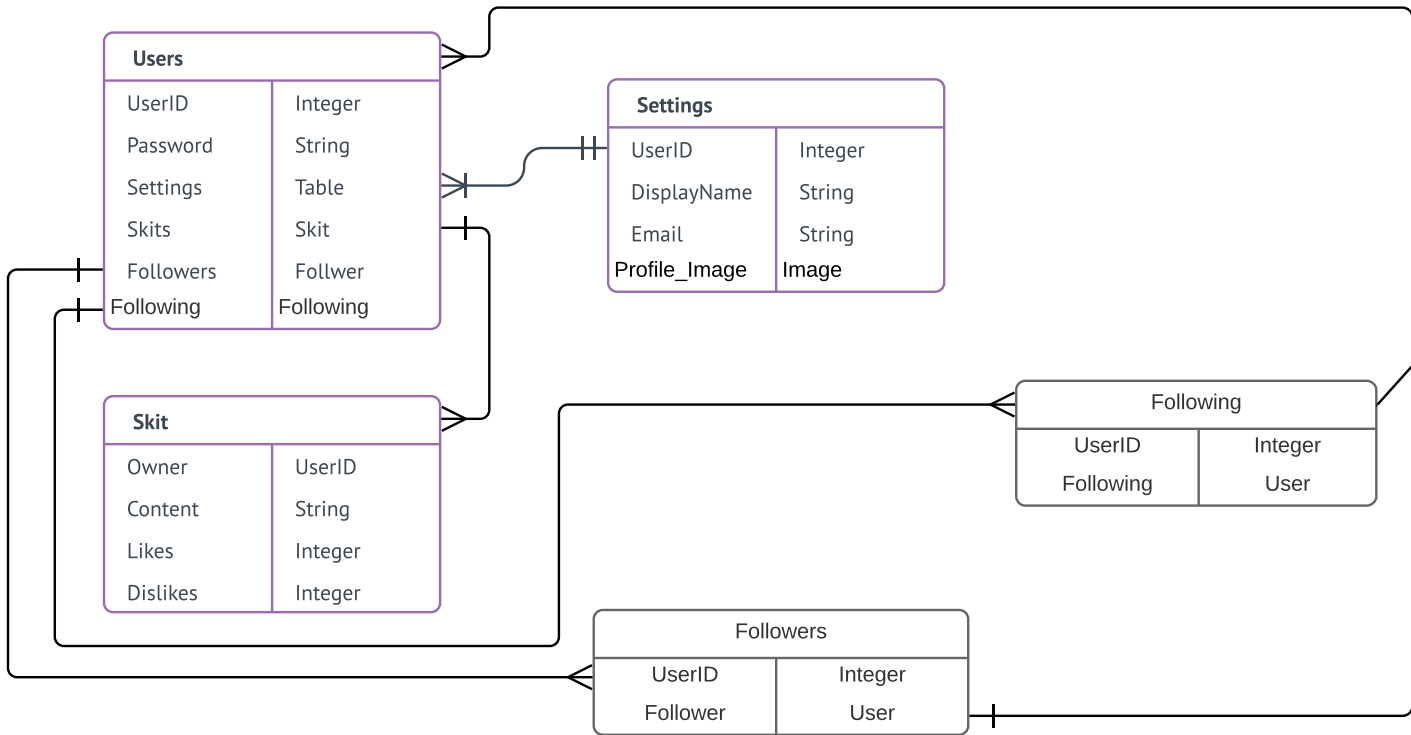 Users
UserID Integer
Password String
Settings Table
Skits Skit
Followers Follwer
Following Following
Settings
UserID Integer
DisplayName String
Email String
Profile_Image Image
Skit
Owner UserID
Content String
Likes Integer
Dislikes Integer
Following
UserID Integer
Following User
Followers
UserID Integer
Follower User